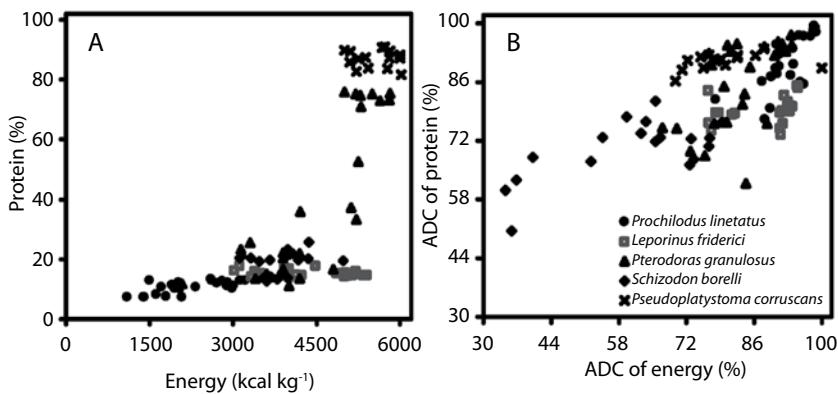 A
Protein (%)
100
80
60
40
20
0
0 1500 3000 4500 6000
Energy (kcal kg⁻¹)
B
ADC of protein (%)
100
86
72
58
44
30
Prochilodus linetatus
Leporinus friderici
Pterodoras granulosus
Schizodon borelli
Pseudoplatystoma corruscans
30 44 58 72 86 100
ADC of energy (%)